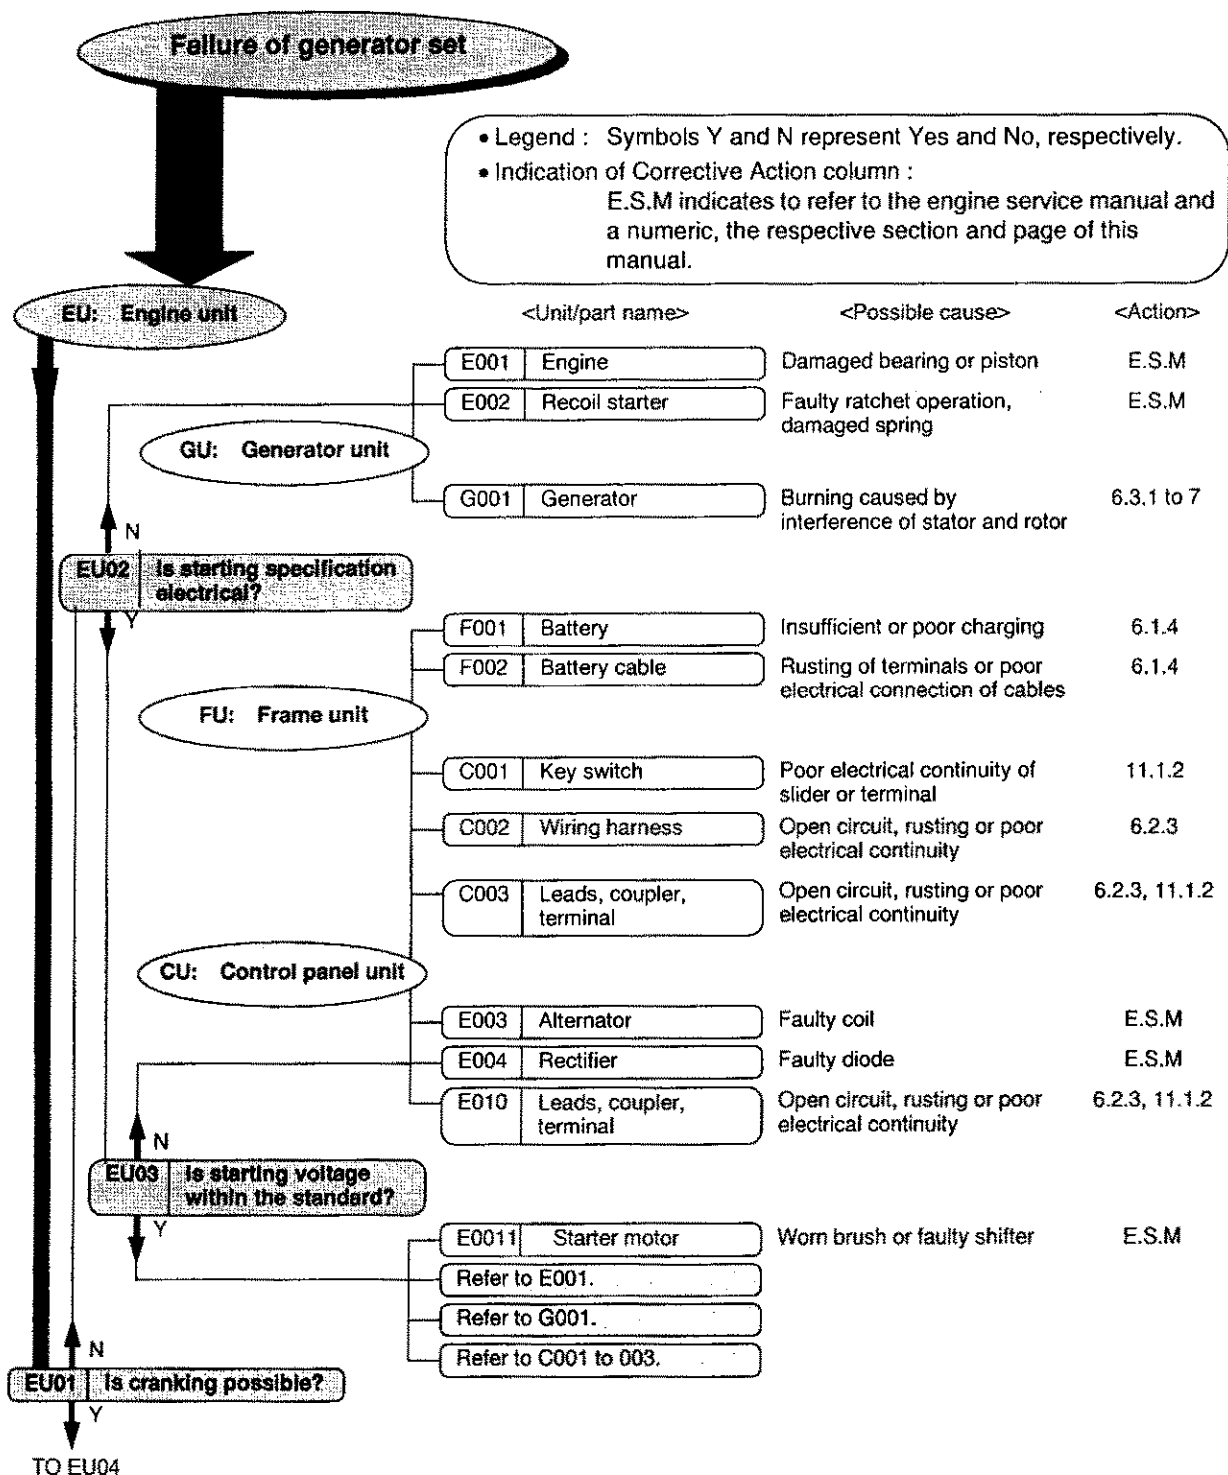 Failure of generator set
• Legend : Symbols Y and N represent Yes and No, respectively.
• Indication of Corrective Action column :
E.S.M indicates to refer to the engine service manual and
a numeric, the respective section and page of this
manual.
EU: Engine unit
<Unit/part name> <Possible cause> <Action>
E001 Engine Damaged bearing or piston E.S.M
E002 Recoil starter Faulty ratchet operation, E.S.M
damaged spring
GU: Generator unit
G001 Generator Burning caused by 6.3.1 to 7
interference of stator and rotor
N
EU02 Is starting specification
electrical?
Y
F001 Battery Insufficient or poor charging 6.1.4
F002 Battery cable Rusting of terminals or poor 6.1.4
electrical connection of cables
FU: Frame unit
C001 Key switch Poor electrical continuity of 11.1.2
slider or terminal
C002 Wiring harness Open circuit, rusting or poor 6.2.3
electrical continuity
C003 Leads, coupler, Open circuit, rusting or poor 6.2.3, 11.1.2
terminal electrical continuity
CU: Control panel unit
E003 Alternator Faulty coil E.S.M
E004 Rectifier Faulty diode E.S.M
E010 Leads, coupler, Open circuit, rusting or poor 6.2.3, 11.1.2
terminal electrical continuity
N
EU03 Is starting voltage
within the standard?
Y
E0011 Starter motor Worn brush or faulty shifter E.S.M
Refer to E001.
Refer to G001.
Refer to C001 to 003.
N
EU01 Is cranking possible?
Y
TO EU04